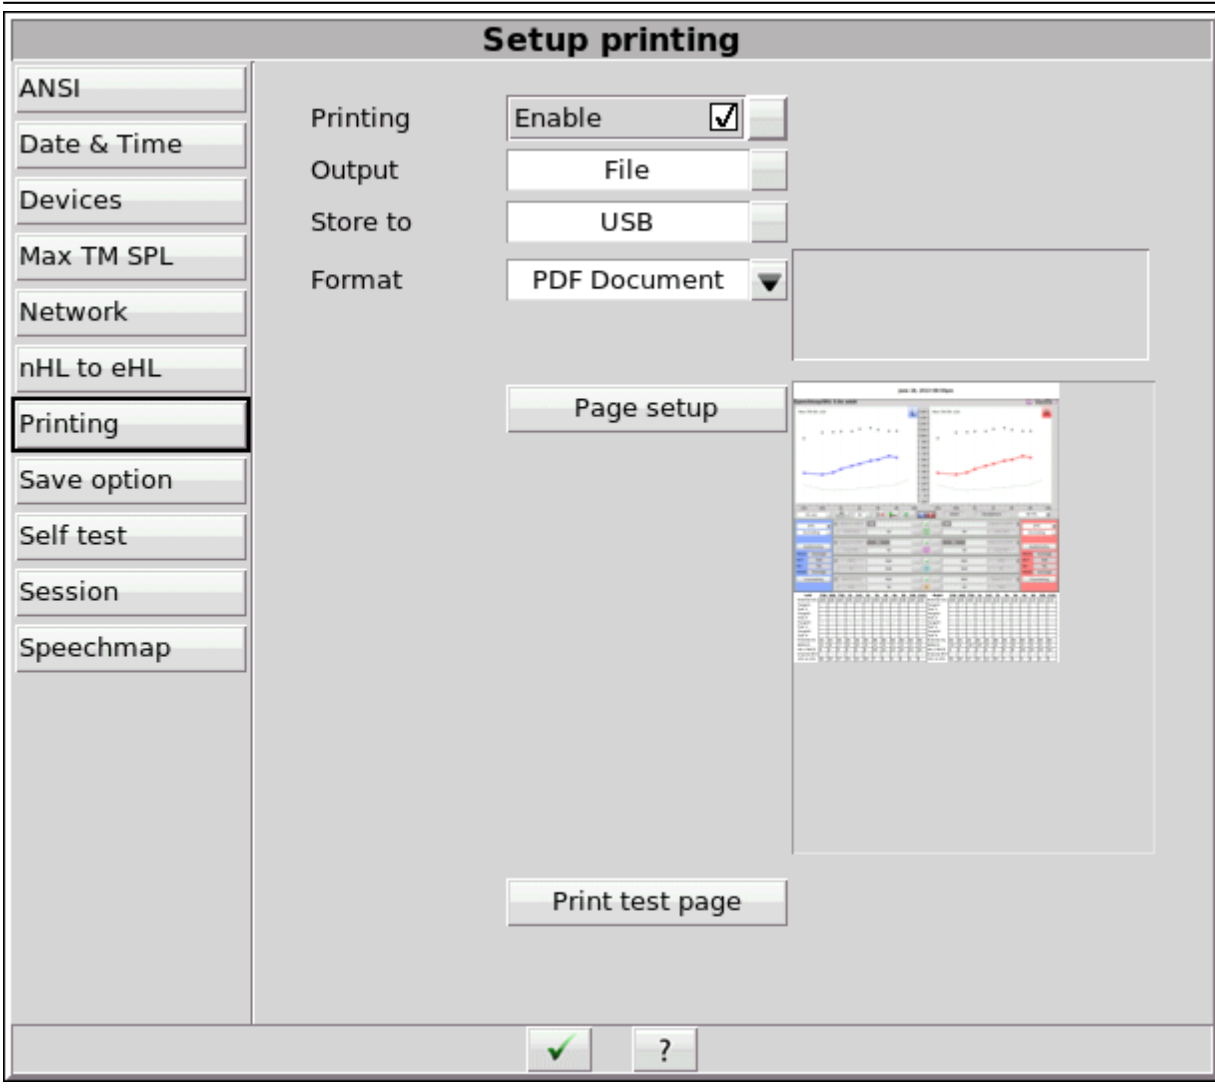 Setup printing
ANSI
Date & Time
Devices
Max TM SPL
Network
nHL to eHL
Printing
Save option
Self test
Session
Speechmap
Printing
Enable
Output
File
Store to
USB
Format
PDF Document
Page setup
Print test page
?